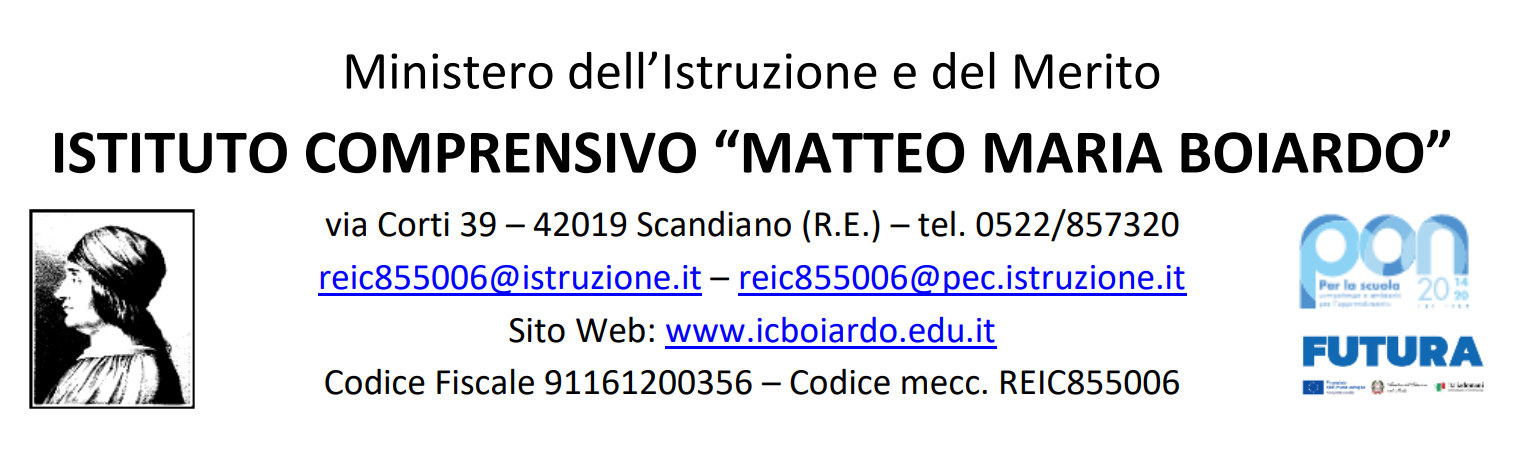 Ministero dell’Istruzione e del Merito
ISTITUTO COMPRENSIVO “MATTEO MARIA BOIARDO”
via Corti 39 – 42019 Scandiano (R.E.) – tel. 0522/857320
reic855006@istruzione.it – reic855006@pec.istruzione.it
Sito Web: www.icboiardo.edu.it
Codice Fiscale 91161200356 – Codice mecc. REIC855006
pon
Per la scuola
2014
20
FUTURA